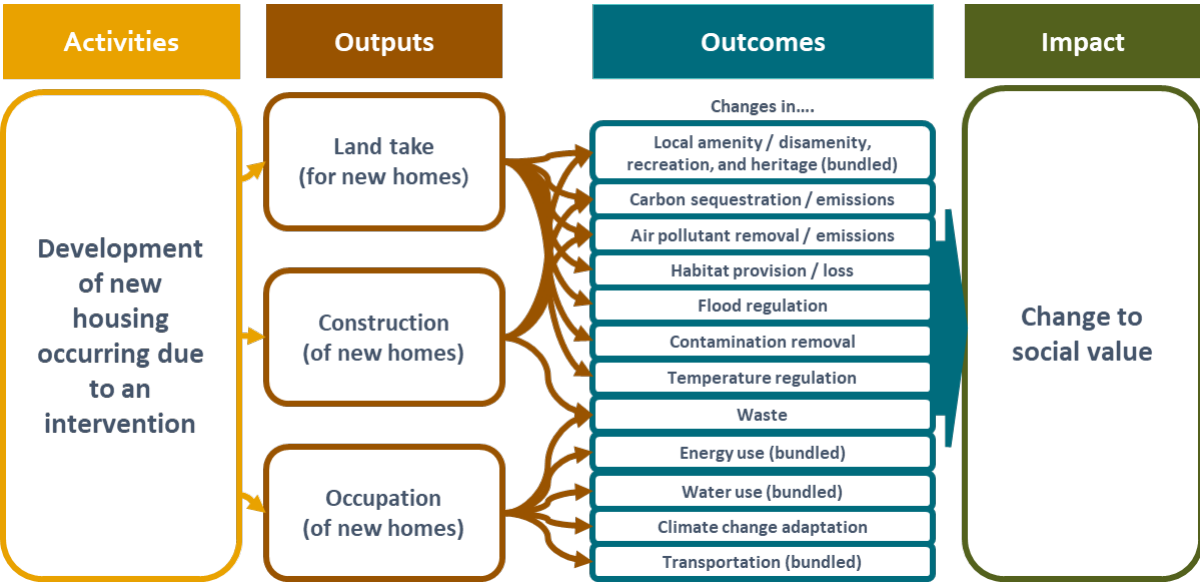 Activities
Outputs
Outcomes
Impact
Development
of new
housing
occurring due
to an
intervention
Land take
(for new homes)
Construction
(of new homes)
Occupation
(of new homes)
Changes in....
Local amenity / disamenity,
recreation, and heritage (bundled)
Carbon sequestration / emissions
Air pollutant removal / emissions
Habitat provision / loss
Flood regulation
Contamination removal
Temperature regulation
Waste
Energy use (bundled)
Water use (bundled)
Climate change adaptation
Transportation (bundled)
Change to
social value